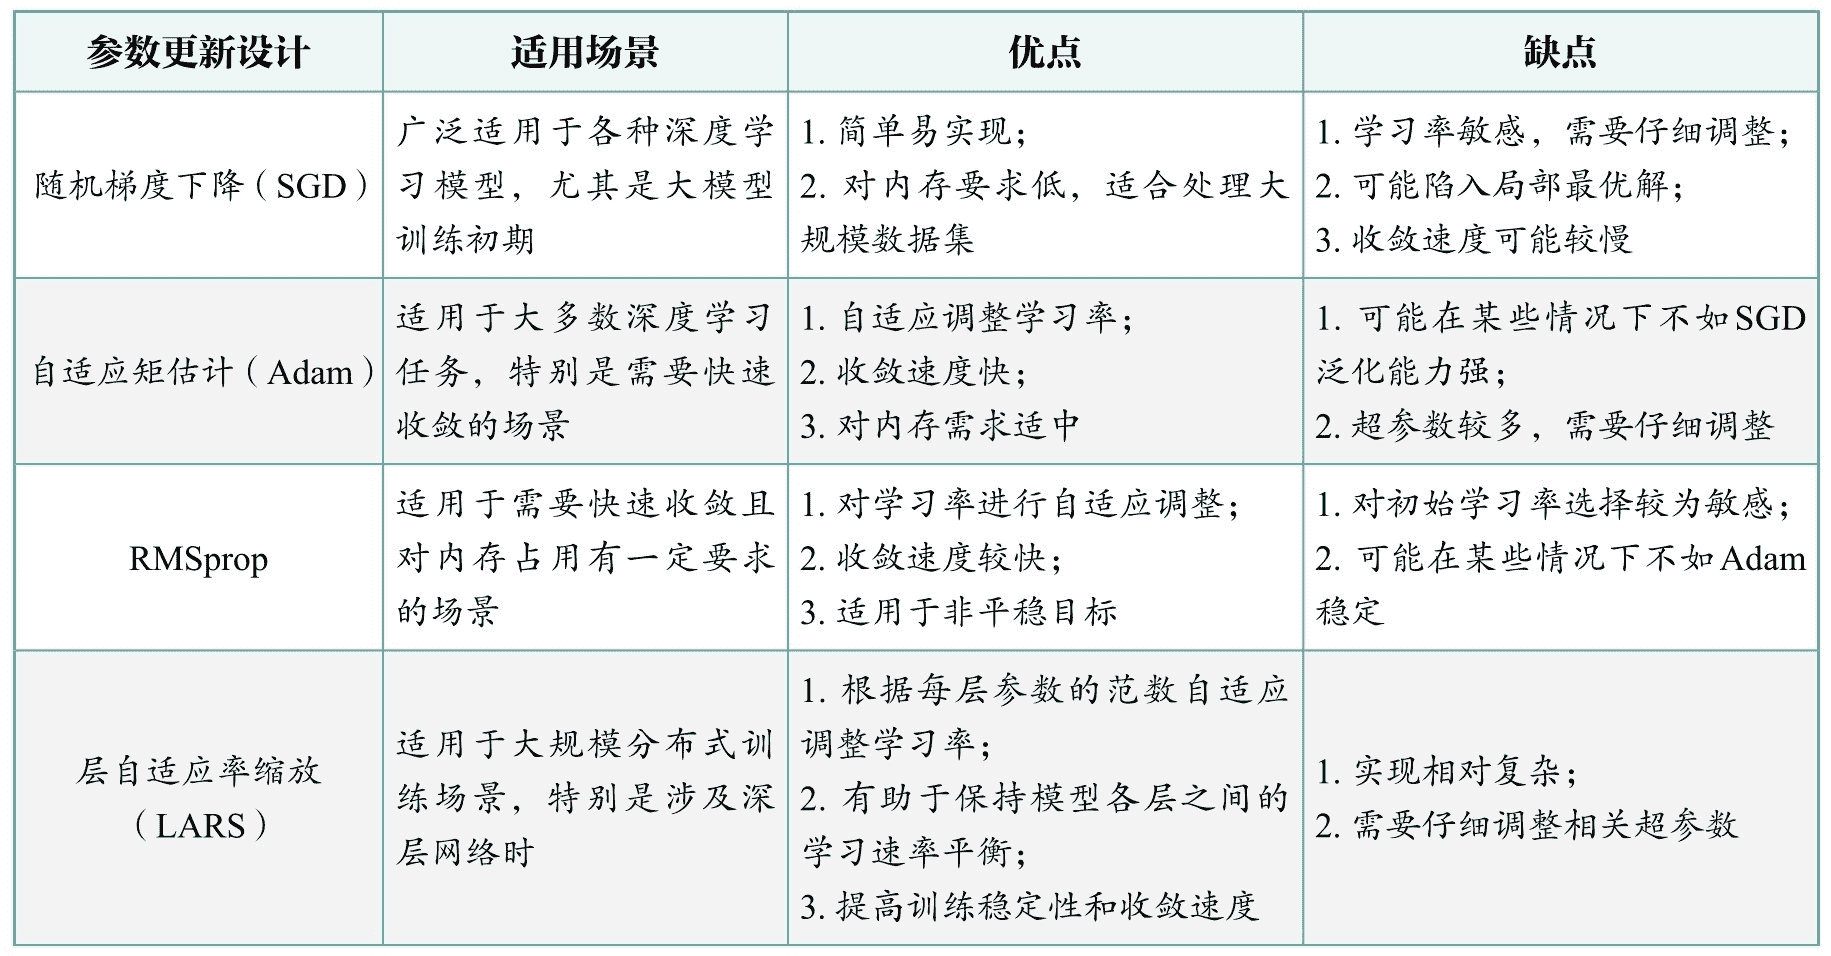 参数更新设计
适用场景
优点
缺点
随机梯度下降（SGD）
广泛适用于各种深度学
习模型，尤其是大模型
训练初期
1. 简单易实现；
2. 对内存要求低，适合处理大
规模数据集
1. 学习率敏感，需要仔细调整；
2. 可能陷入局部最优解；
3. 收敛速度可能较慢
自适应矩估计（Adam）
适用于大多数深度学习
任务，特别是需要快速
收敛的场景
1. 自适应调整学习率；
2. 收敛速度快；
3. 对内存需求适中
1. 可能在某些情况下不如SGD
泛化能力强；
2. 超参数较多，需要仔细调整
RMSprop
适用于需要快速收敛且
对内存占用有一定要求
的场景
1. 对学习率进行自适应调整；
2. 收敛速度较快；
3. 适用于非平稳目标
1. 对初始学习率选择较为敏感；
2. 可能在某些情况下不如Adam
稳定
层自适应率缩放
（LARS）
适用于大规模分布式训
练场景，特别是涉及深
层网络时
1. 根据每层参数的范数自适应
调整学习率；
2. 有助于保持模型各层之间的
学习速率平衡；
3. 提高训练稳定性和收敛速度
1. 实现相对复杂；
2. 需要仔细调整相关超参数